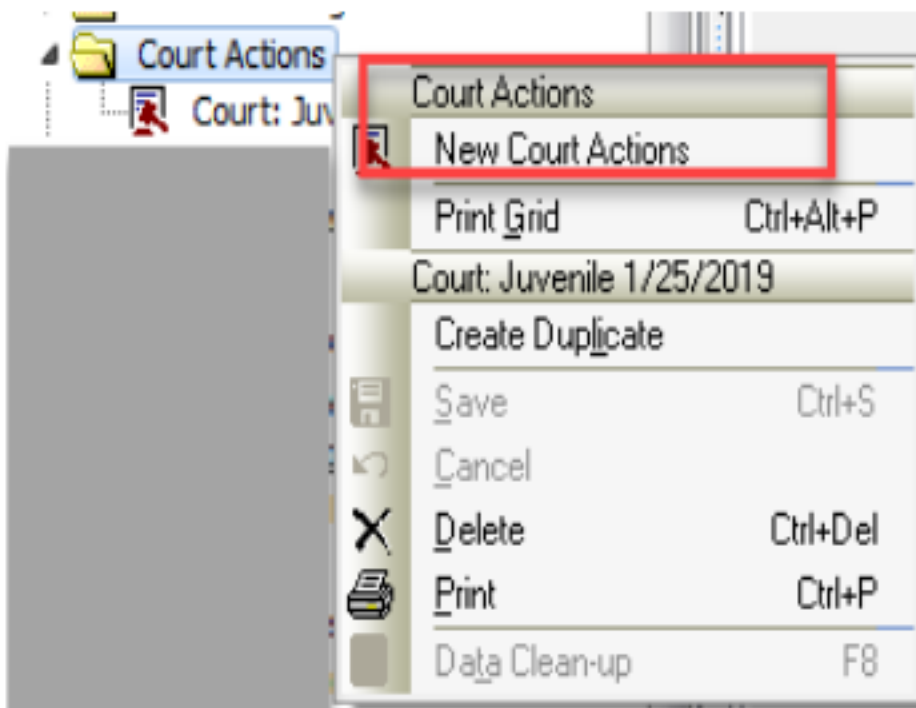 Court Actions
Court: Juv
Court Actions
New Court Actions
Print Grid Ctrl+Alt+P
Court: Juvenile 1/25/2019
Create Duplicate
Save Ctrl+S
Cancel
Delete Ctrl+Del
Print Ctrl+P
Data Clean-up F8